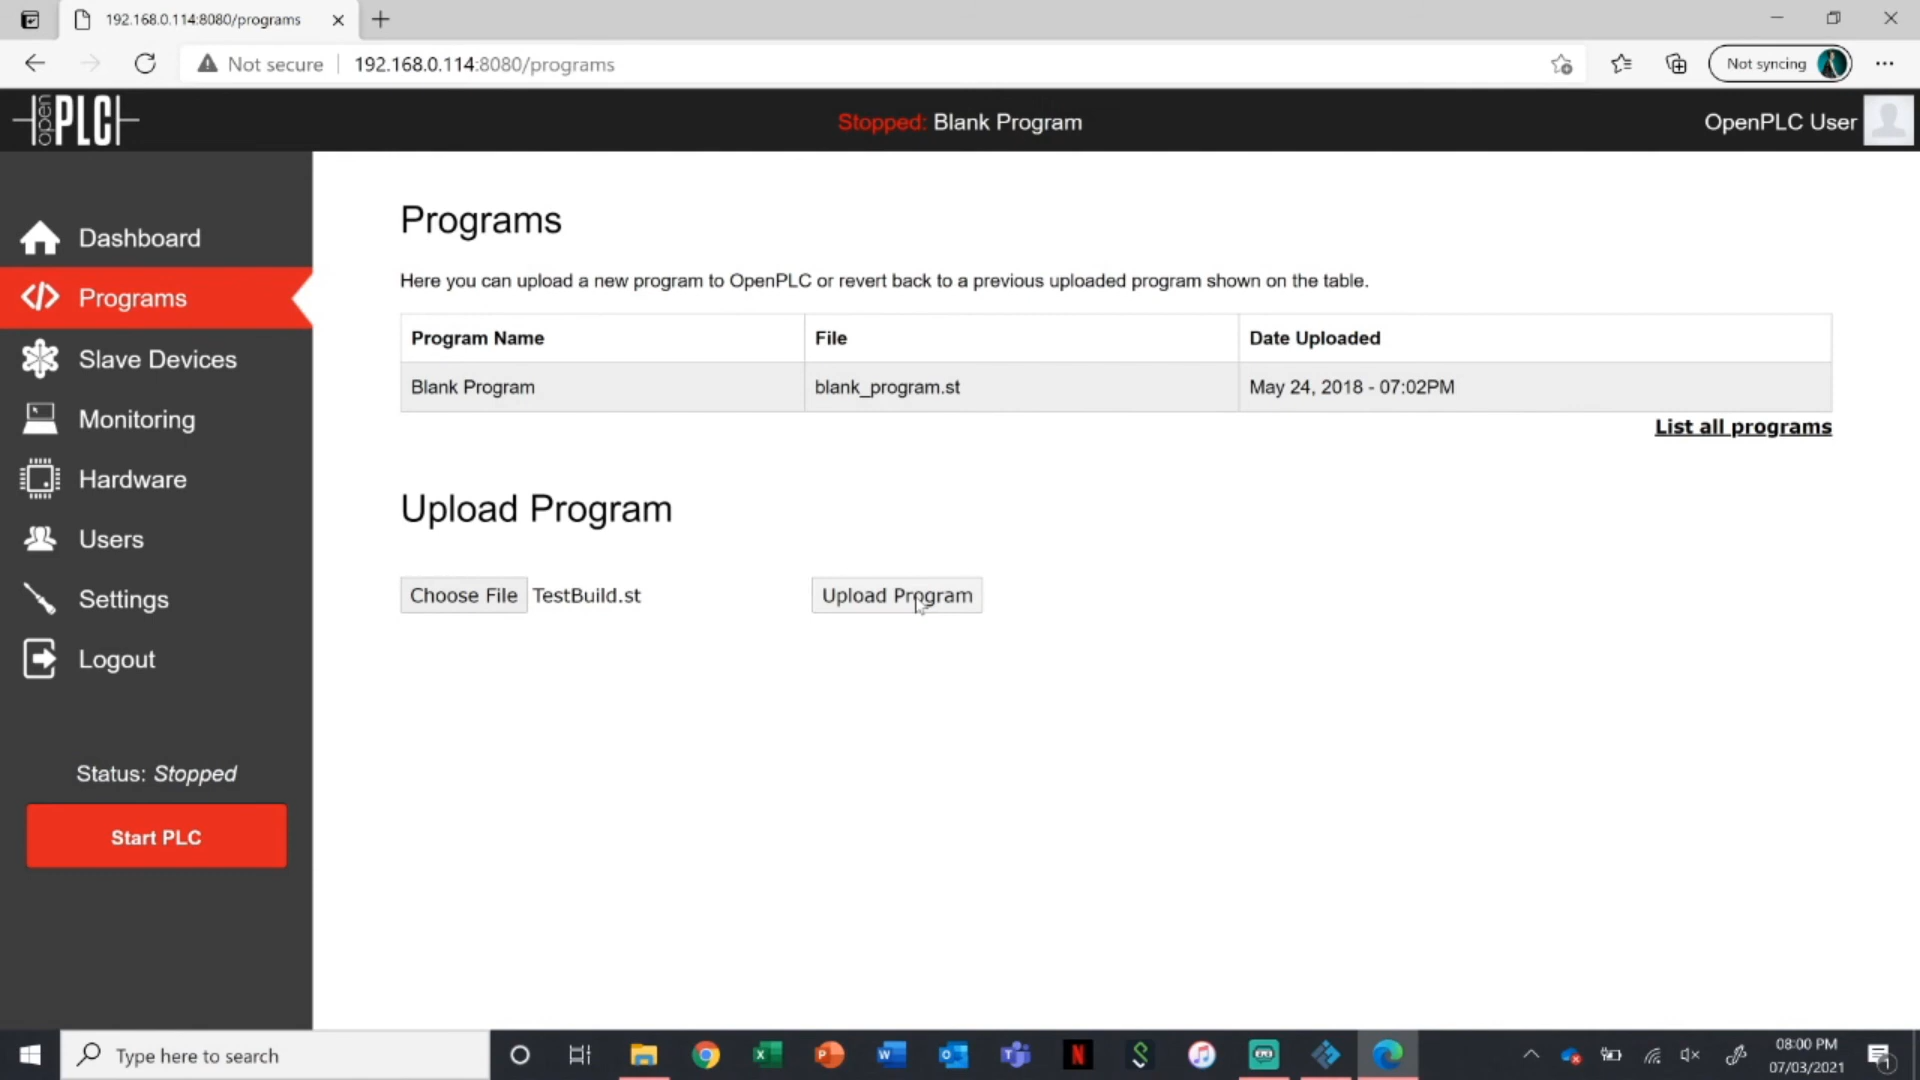 192.168.0.114:8080/programs
Not secure
192.168.0.114:8080/programs
Not syncing
open PLC
Stopped: Blank Program
OpenPLC User
Dashboard
Programs
Slave Devices
Monitoring
Hardware
Users
Settings
Logout
Status: Stopped
Start PLC
Programs
Here you can upload a new program to OpenPLC or revert back to a previous uploaded program shown on the table.
Program Name File Date Uploaded
Blank Program blank_program.st May 24, 2018 - 07:02PM
List all programs
Upload Program
Choose File TestBuild.st Upload Program
Type here to search
08:00 PM
07/03/2021
1